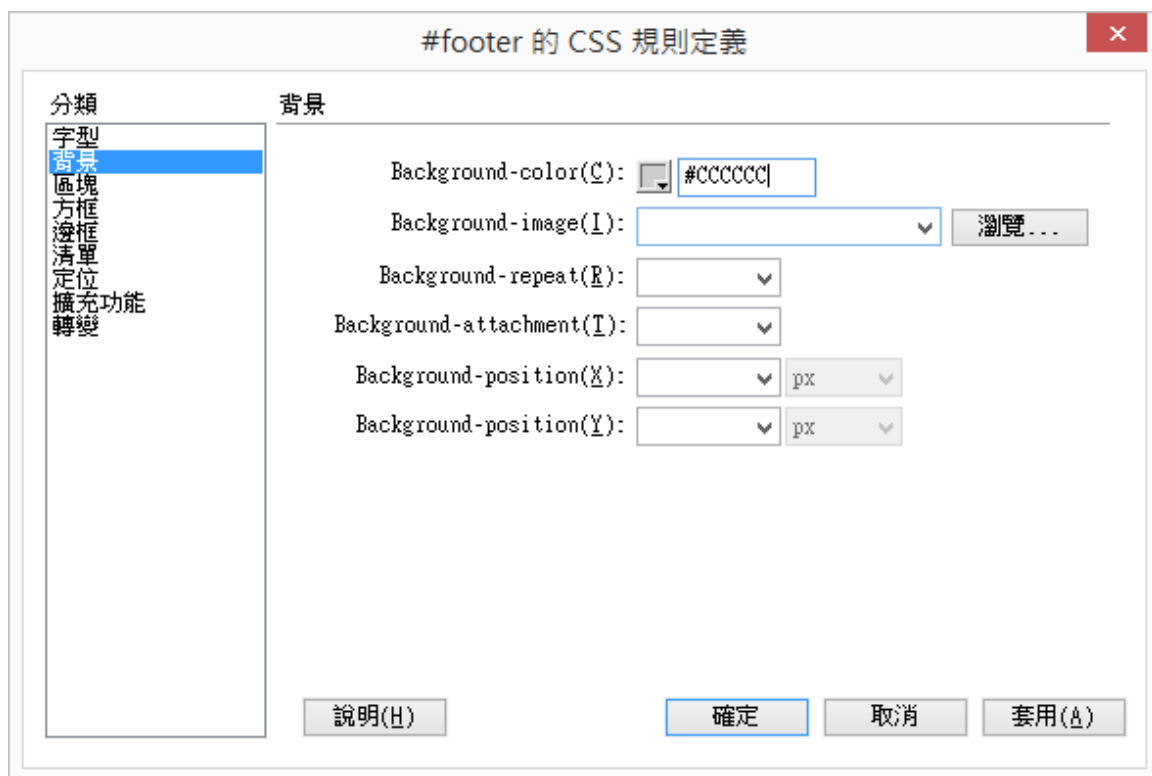 #footer 的 CSS 規則定義
分類
字型
背景
區塊
方框
邊框
清單
定位
擴充功能
轉變
背景
Background-color(C): #CCCCCC
Background-image(I): 瀏覽...
Background-repeat(R):
Background-attachment(T):
Background-position(X): px
Background-position(Y): px
說明(H) 確定 取消 套用(A)